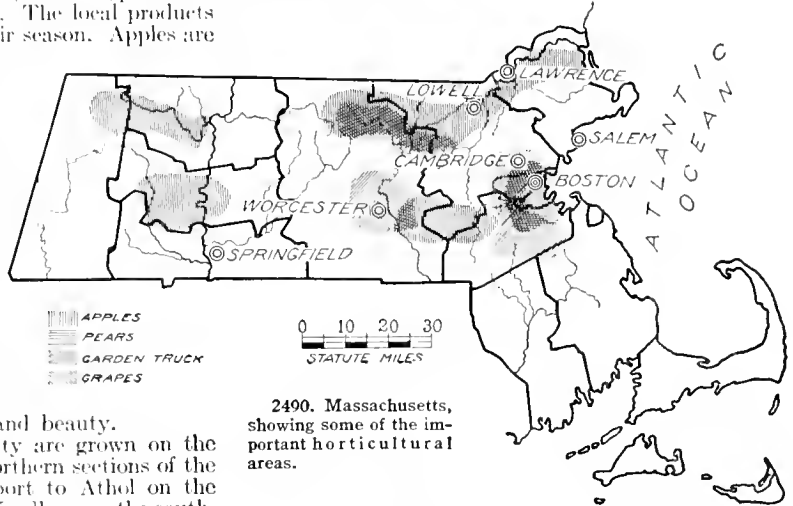 . The local products
ir season. Apples are
LAWRENCE
LOWELL
SALEM
CAMBRIDGE
BOSTON
WORCESTER
SPRINGFIELD
ATLANTIC
OCEAN
APPLES
PEARS
GARDEN TRUCK
GRAPES
0 10 20 30
STATUTE MILES
2490. Massachusetts,
showing some of the im-
portant horticultural
areas.
and beauty.
ty are grown on the
orthern sections of the
port to Athol on the